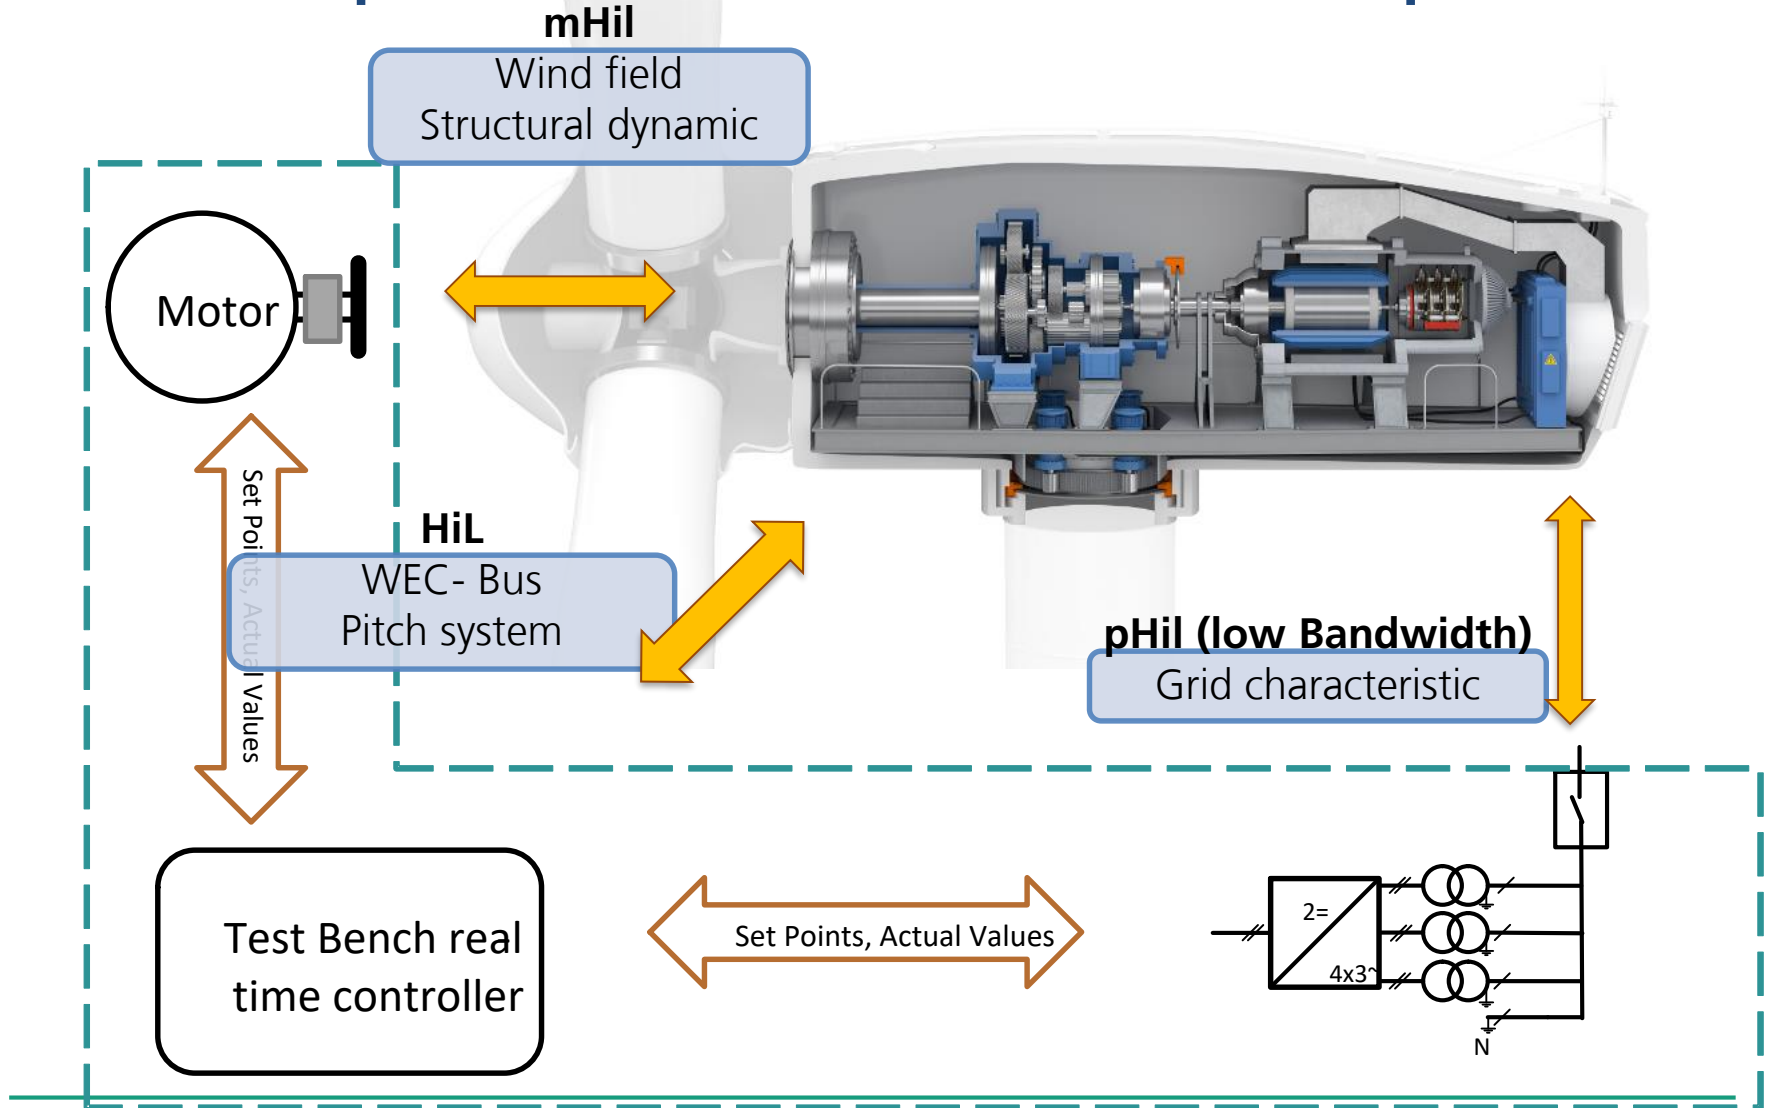 mHil
Wind field
Structural dynamic
Motor
Set Points, Actual Values
HiL
WEC- Bus
Pitch system
pHil (low Bandwidth)
Grid characteristic
Test Bench real
time controller
Set Points, Actual Values
2=
4x3~
N